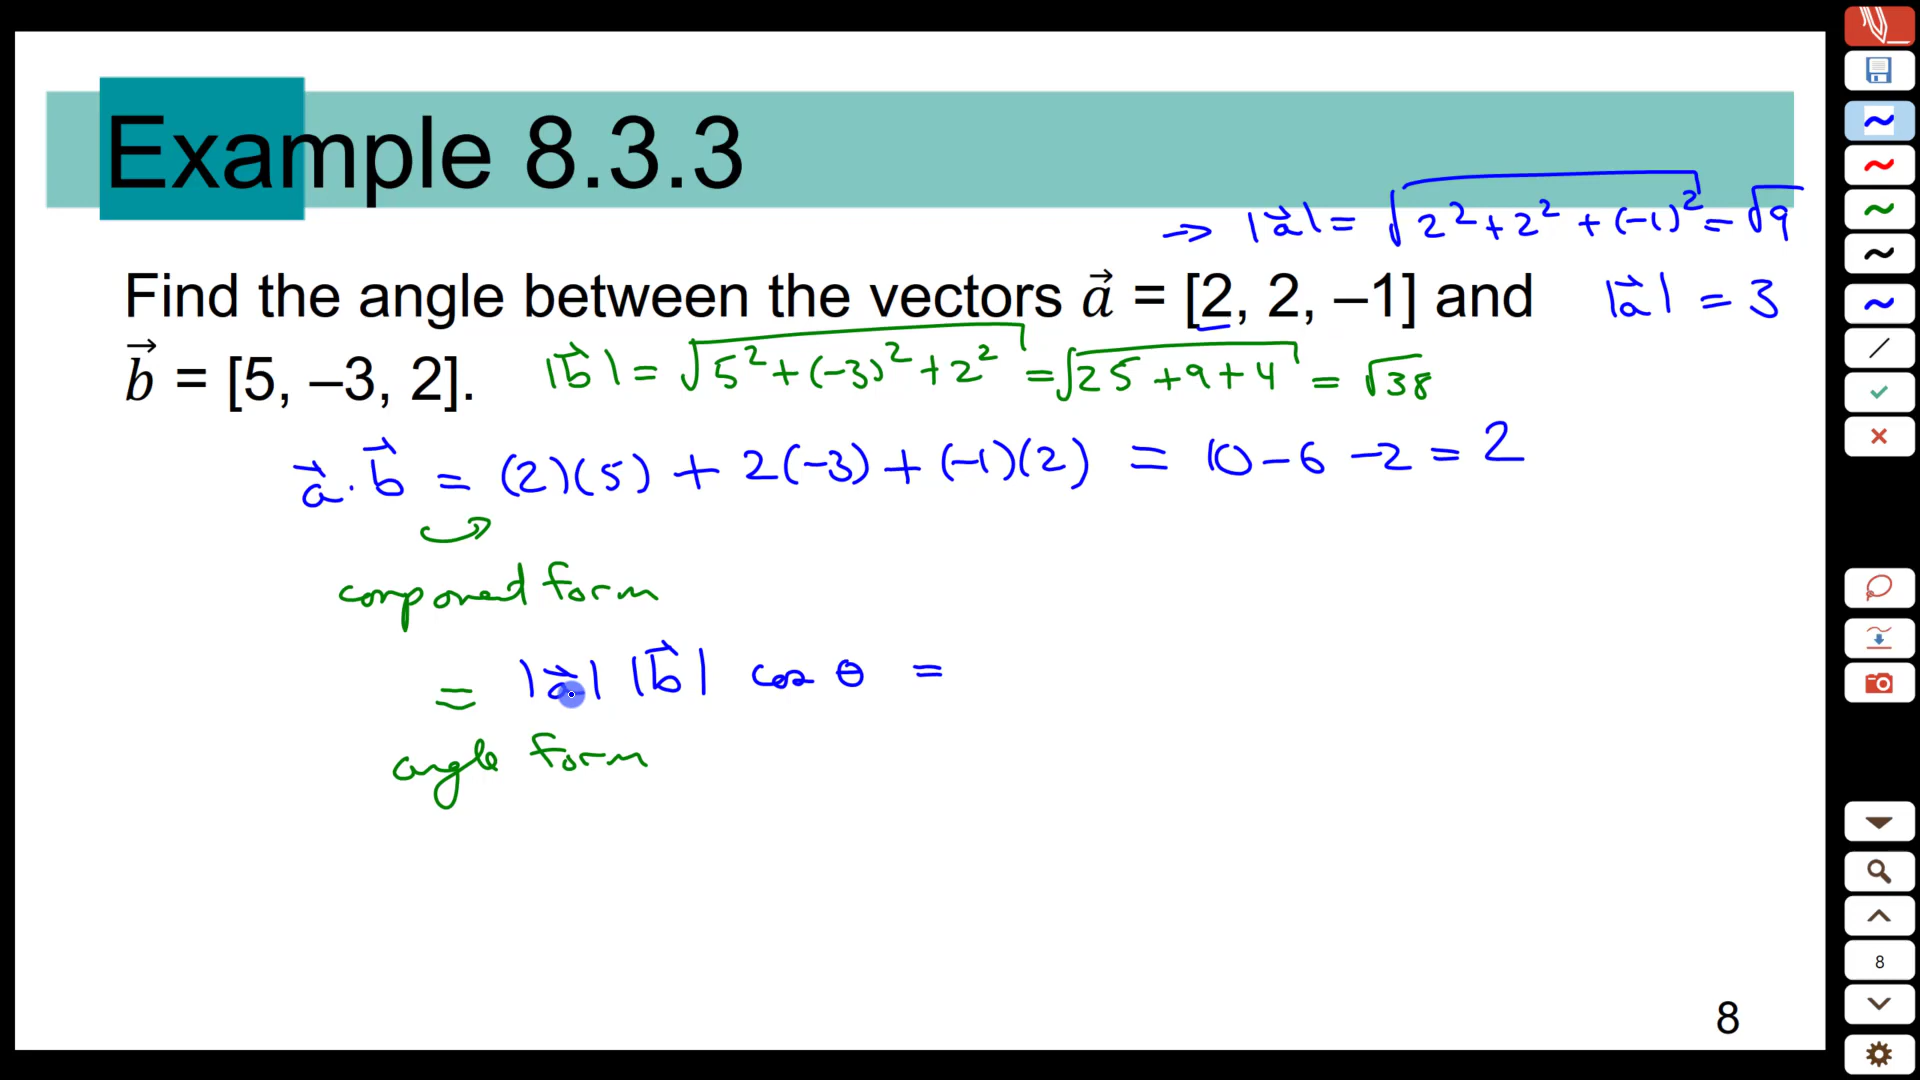 Example 8.3.3
→ |a⃗| = √(2² + 2² + (-1)²) = √9
Find the angle between the vectors a⃗ = [2, 2, –1] and
|a⃗| = 3
b⃗ = [5, –3, 2].
|b⃗| = √(5² + (-3)² + 2²) = √(25 + 9 + 4) = √38
a⃗ · b⃗ = (2)(5) + 2(-3) + (-1)(2) = 10 - 6 - 2 = 2
component form
= |a⃗| |b⃗| cos θ =
angle form
8
8